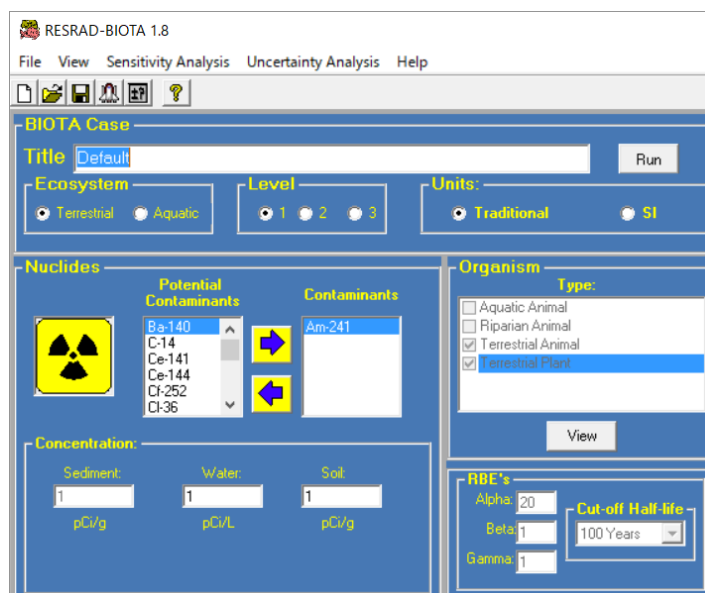 RESRAD-BIOTA 1.8
File View Sensitivity Analysis Uncertainty Analysis Help
BIOTA Case
Title Default Run
Ecosystem Level Units:
Terrestrial Aquatic 1 2 3 Traditional SI
Nuclides
Potential Contaminants
Contaminants
Ba-140
C-14
Ce-141
Ce-144
Cf-252
Cl-36
Am-241
Organism
Type:
Aquatic Animal
Riparian Animal
Terrestrial Animal
Terrestrial Plant
View
Concentration:
Sediment: Water: Soil:
1 1 1
pCi/g pCi/L pCi/g
RBE's
Alpha: 20
Beta: 1
Gamma: 1
Cut-off Half-life
100 Years